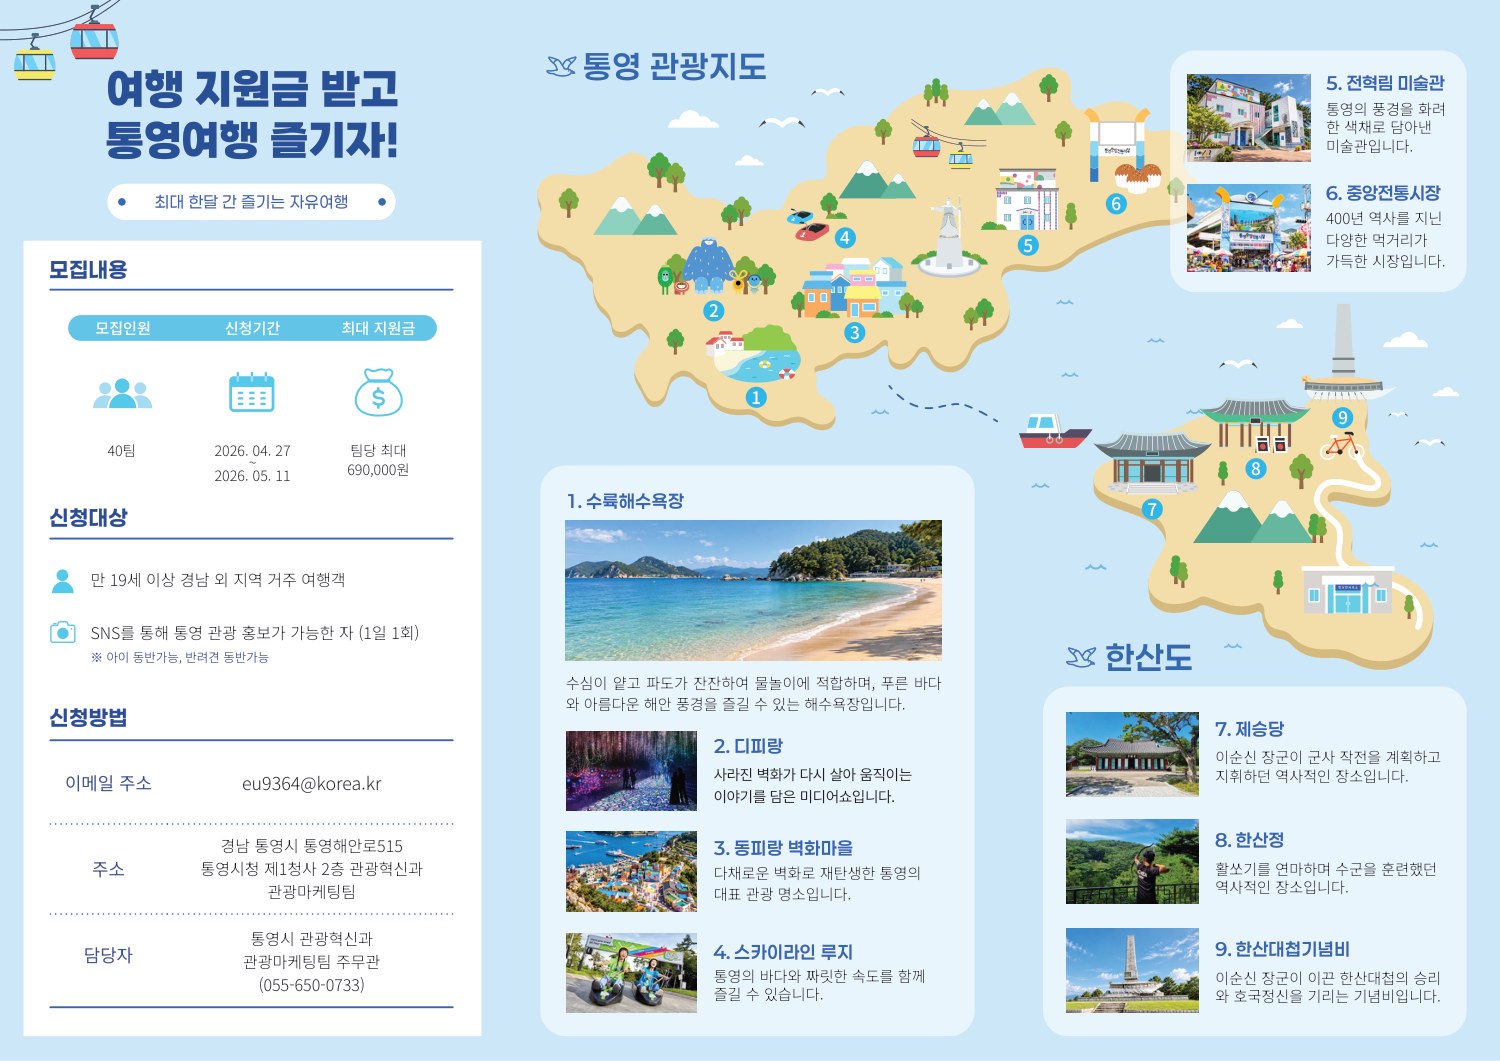 여행 지원금 받고
통영여행 즐기자!
최대 한달 간 즐기는 자유여행
모집내용
모집인원 신청기간 최대 지원금
40팀
2026. 04. 27
~
2026. 05. 11
팀당 최대
690,000원
신청대상
만 19세 이상 경남 외 지역 거주 여행객
SNS를 통해 통영 관광 홍보가 가능한 자 (1일 1회)
※ 아이 동반가능, 반려견 동반가능
신청방법
이메일 주소 eu9364@korea.kr
주소
경남 통영시 통영해안로515
통영시청 제1청사 2층 관광혁신과
관광마케팅팀
담당자
통영시 관광혁신과
관광마케팅팀 주무관
(055-650-0733)
통영 관광지도
1
2
3
4
5
6
5. 전혁림 미술관
통영의 풍경을 화려
한 색채로 담아낸
미술관입니다.
6. 중앙전통시장
400년 역사를 지닌
다양한 먹거리가
가득한 시장입니다.
7
8
9
1. 수륙해수욕장
수심이 얕고 파도가 잔잔하여 물놀이에 적합하며, 푸른 바다
와 아름다운 해안 풍경을 즐길 수 있는 해수욕장입니다.
2. 디피랑
사라진 벽화가 다시 살아 움직이는
이야기를 담은 미디어쇼입니다.
3. 동피랑 벽화마을
다채로운 벽화로 재탄생한 통영의
대표 관광 명소입니다.
4. 스카이라인 루지
통영의 바다와 짜릿한 속도를 함께
즐길 수 있습니다.
한산도
7. 제승당
이순신 장군이 군사 작전을 계획하고
지휘하던 역사적인 장소입니다.
8. 한산정
활쏘기를 연마하며 수군을 훈련했던
역사적인 장소입니다.
9. 한산대첩기념비
이순신 장군이 이끈 한산대첩의 승리
와 호국정신을 기리는 기념비입니다.